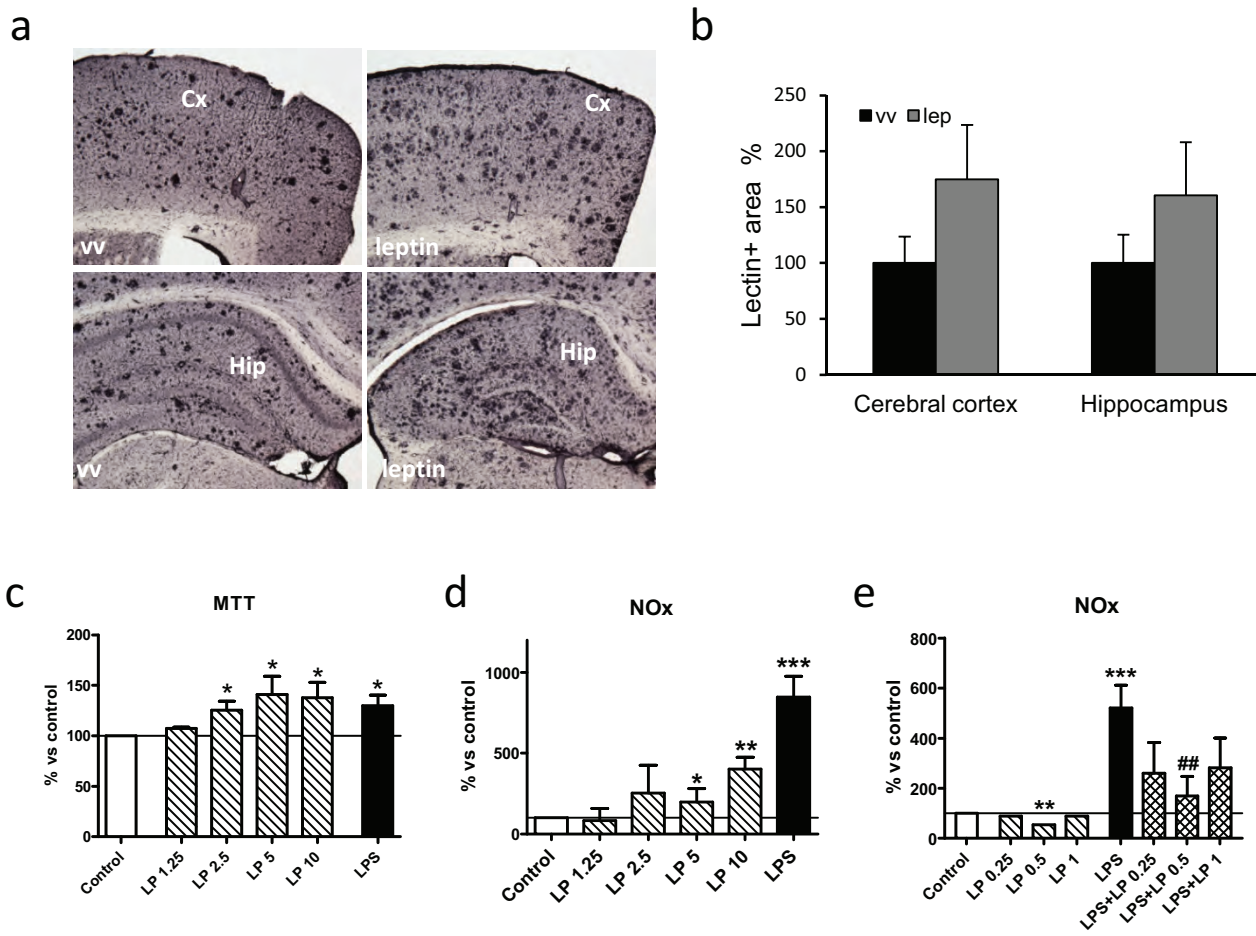 a
Cx
vv
Cx
leptin
Hip
vv
Hip
leptin
b
Lectin+ area %
250
200
150
100
50
0
vv lep
Cerebral cortex Hippocampus
c
MTT
% vs control
200
150
100
50
0
*
*
*
*
Control LP 1.25 LP 2.5 LP 5 LP 10 LPS
d
NOx
% vs control
1000
500
0
*
**
***
Control LP 1.25 LP 2.5 LP 5 LP 10 LPS
e
NOx
% vs control
800
600
400
200
0
**
***
##
Control LP 0.25 LP 0.5 LP 1 LPS LPS+LP 0.25 LPS+LP 0.5 LPS+LP 1